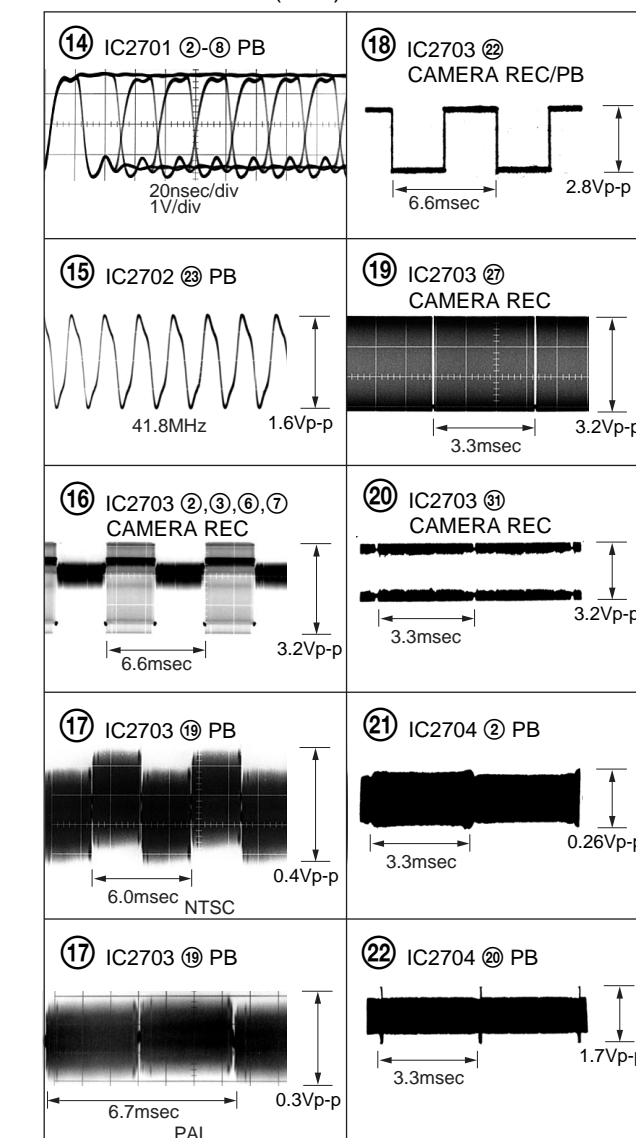 ⑭ IC2701 ②-⑧ PB
20nsec/div
1V/div
⑮ IC2702 ㉓ PB
41.8MHz
1.6Vp-p
⑯ IC2703 ②,③,⑥,⑦
CAMERA REC
3.2Vp-p
6.6msec
⑰ IC2703 ⑲ PB
0.4Vp-p
6.0msec
NTSC
⑰ IC2703 ⑲ PB
0.3Vp-p
6.7msec
PAL
⑱ IC2703 ㉒
CAMERA REC/PB
2.8Vp-p
6.6msec
⑲ IC2703 ㉗
CAMERA REC
3.2Vp-p
3.3msec
⑳ IC2703 ㉛
CAMERA REC
3.2Vp-p
3.3msec
㉑ IC2704 ② PB
0.26Vp-p
3.3msec
㉒ IC2704 ⑳ PB
1.7Vp-p
3.3msec